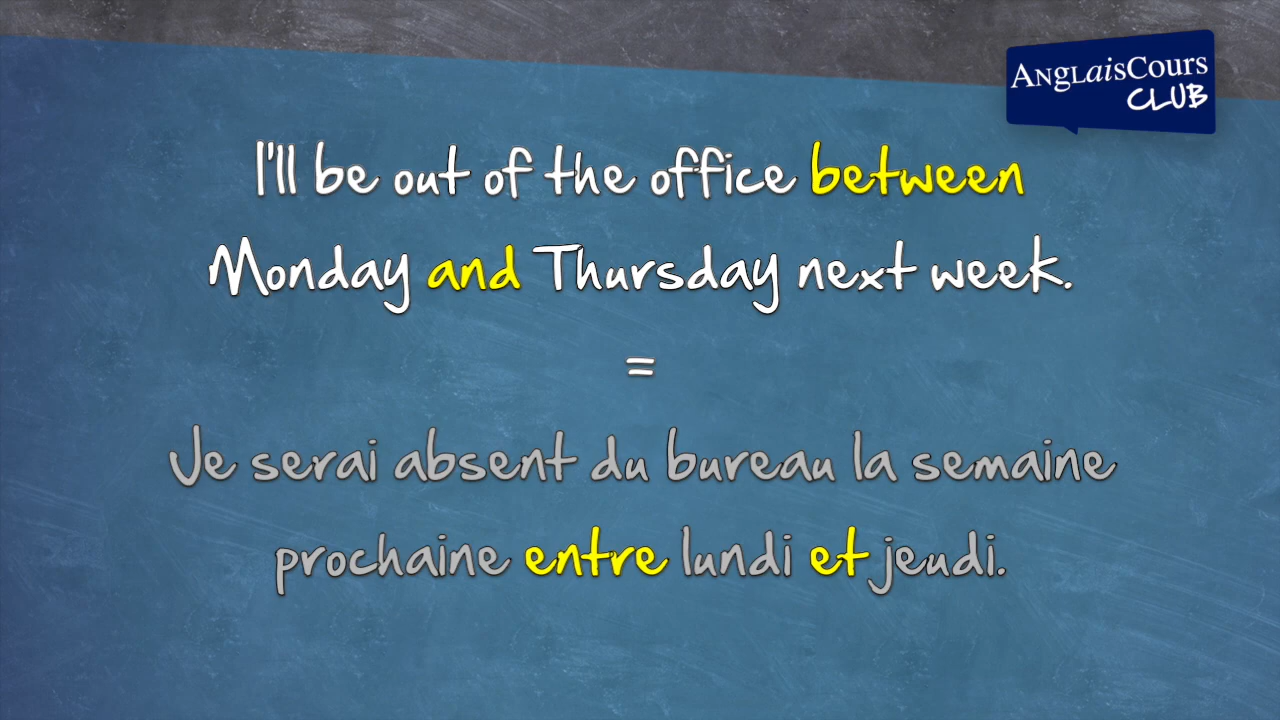 ANGLAISCOURS
CLUB
I'll be out of the office between
Monday and Thursday next week.
=
Je serai absent du bureau la semaine
prochaine entre lundi et jeudi.